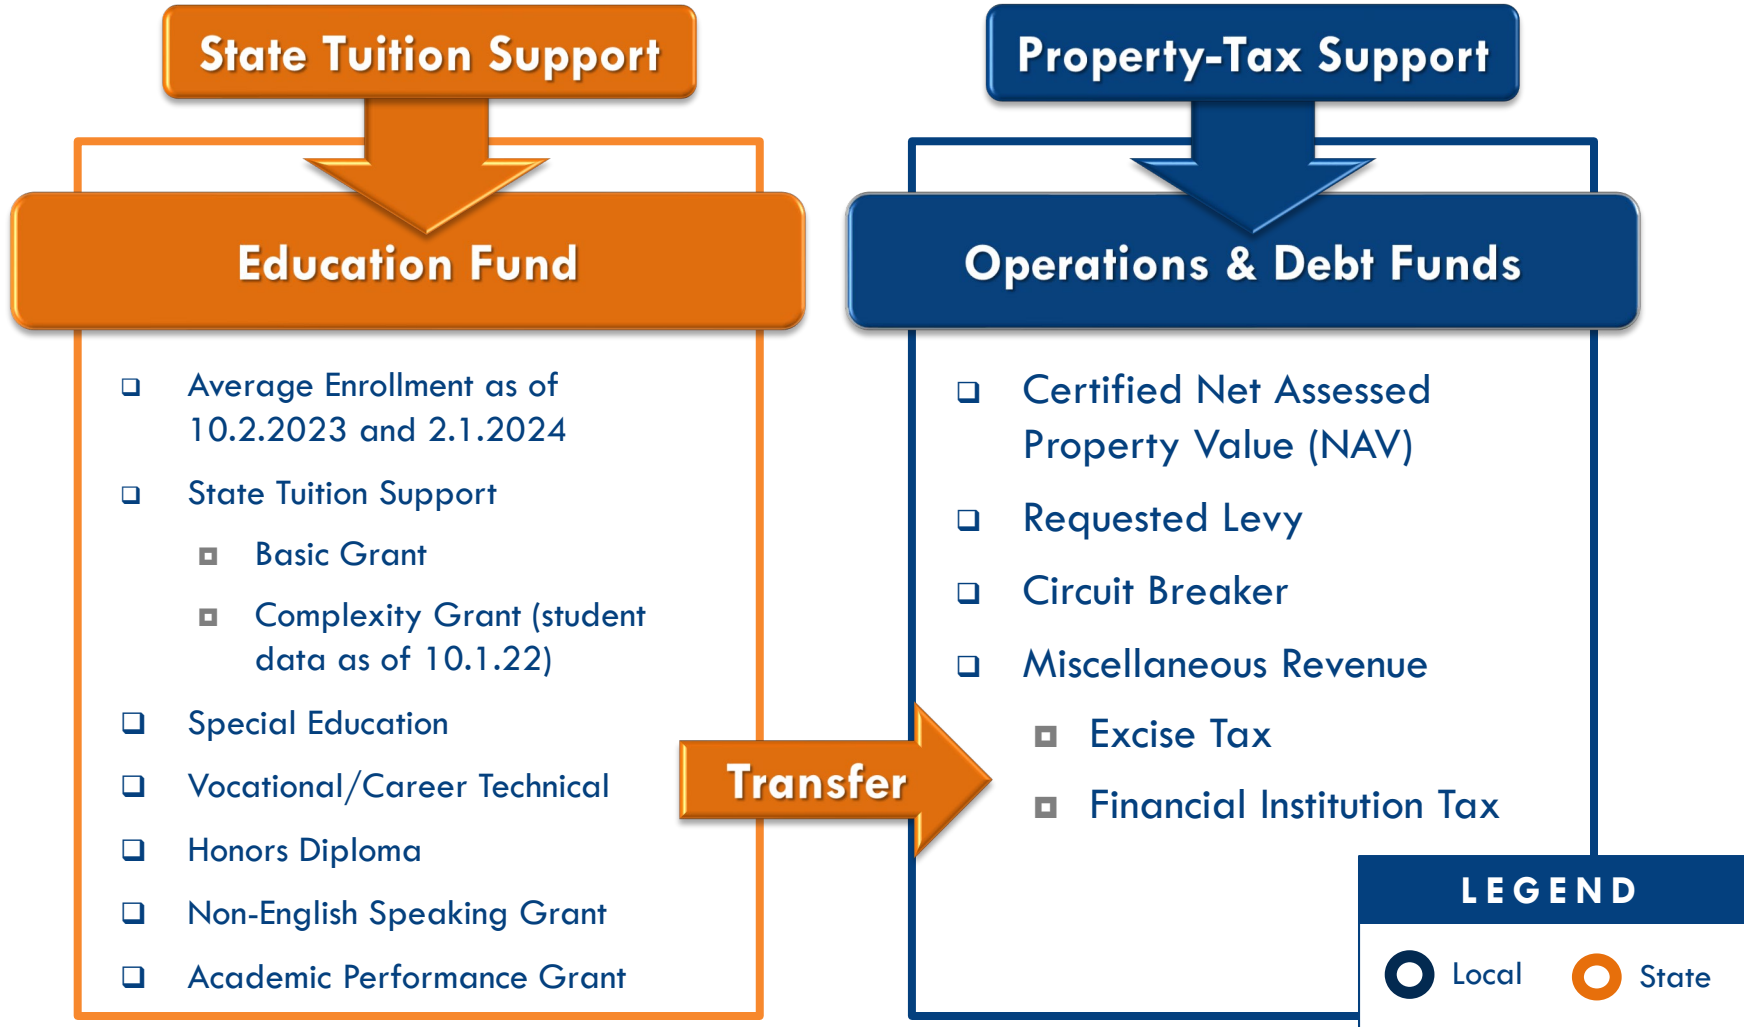 State Tuition Support
Education Fund
Average Enrollment as of
10.2.2023 and 2.1.2024
State Tuition Support
Basic Grant
Complexity Grant (student
data as of 10.1.22)
Special Education
Vocational/Career Technical
Honors Diploma
Non-English Speaking Grant
Academic Performance Grant
Transfer
Property-Tax Support
Operations & Debt Funds
Certified Net Assessed
Property Value (NAV)
Requested Levy
Circuit Breaker
Miscellaneous Revenue
Excise Tax
Financial Institution Tax
LEGEND
Local
State